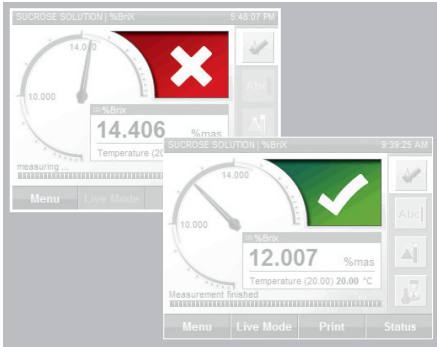 SUCROSE SOLUTION | %BriX 5:48:07 PM
14.000
10.000
%Brix
14.406 %mas
Temperature (20
measuring ...
Menu Live Mode
Abc
SUCROSE SOLUTION | %BriX 9:39:25 AM
14.000
10.000
Abc
%Brix
12.007 %mas
Temperature (20.00) 20.00 °C
Measurement finished
Menu Live Mode Print Status